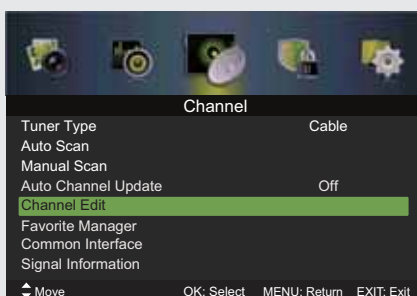 Channel
Tuner Type Cable
Auto Scan
Manual Scan
Auto Channel Update Off
Channel Edit
Favorite Manager
Common Interface
Signal Information
Move OK: Select MENU: Return EXIT: Exit